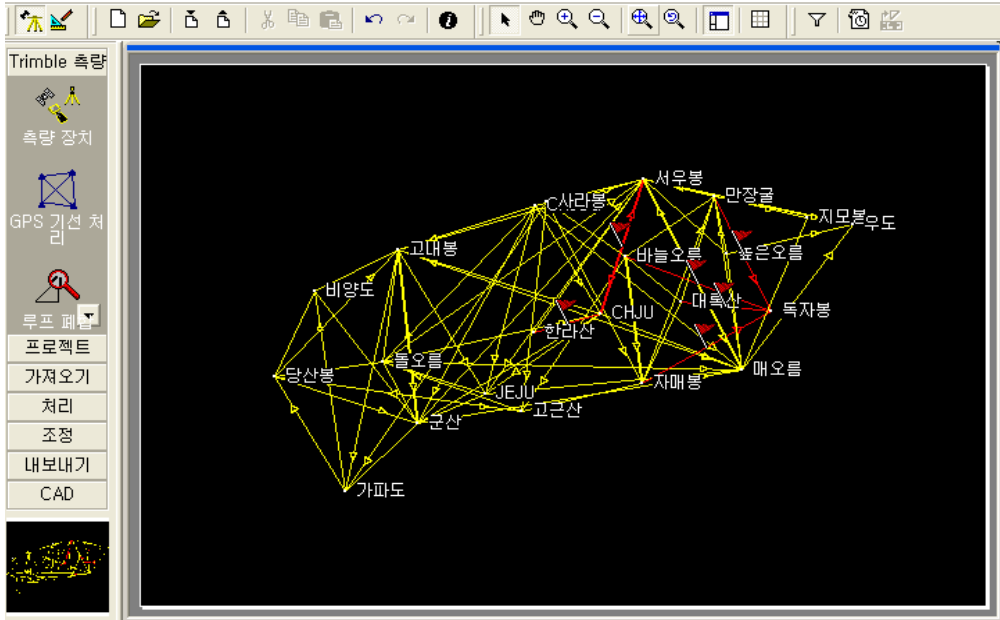 Trimble 측량
측량 장치
GPS 기선 처
리
루프 폐합
프로젝트
가져오기
처리
조정
내보내기
CAD
서우봉
사라봉
만장굴
지모봉
우도
고내봉
바늘오름
높은오름
비양도
대록산
독자봉
CHJU
한라산
돌오름
매오름
당산봉
JEJU
자매봉
고근산
군산
가파도